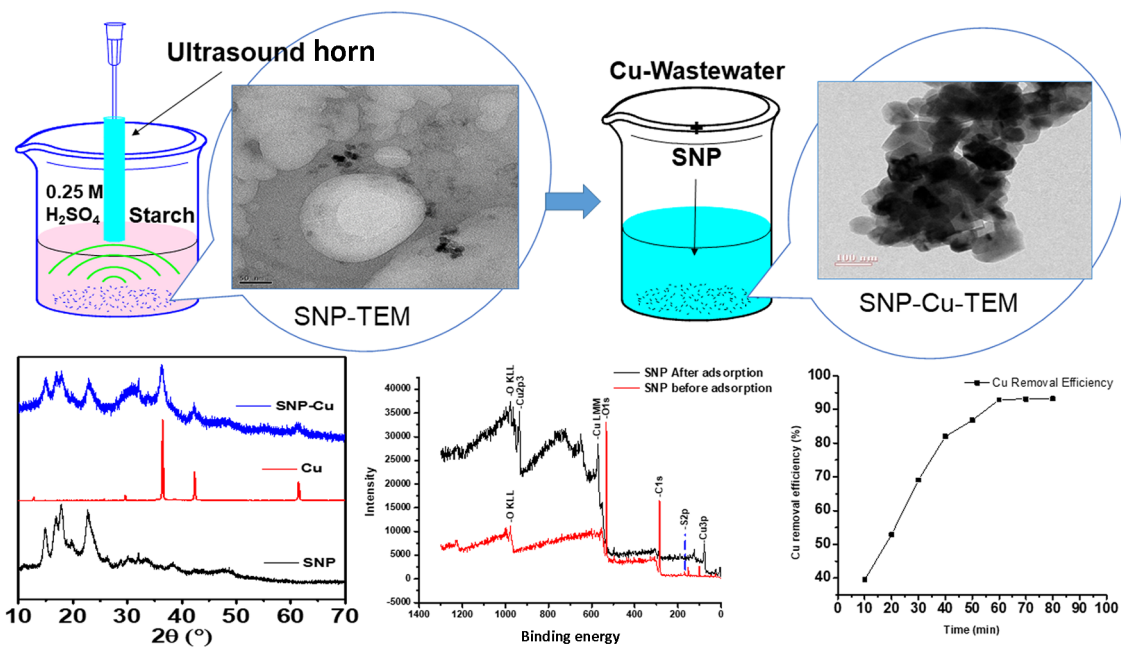 Ultrasound horn
0.25 M
H₂SO₄
Starch
50 nm
SNP-TEM
Cu-Wastewater
+
SNP
100 nm
SNP-Cu-TEM
SNP-Cu
Cu
SNP
10 20 30 40 50 60 70
2θ (°)
SNP After adsorption
SNP before adsorption
Intensity
40000
35000
30000
25000
20000
15000
10000
5000
0
-5000
-O KLL
-Cu2p3
-O KLL
-Cu LMM
-O1s
-C1s
-S2p
-Cu3p
1400 1200 1000 800 600 400 200 0
Binding energy
Cu Removal Efficiency
Cu removal efficiency (%)
100
90
80
70
60
50
40
0 10 20 30 40 50 60 70 80 90 100
Time (min)